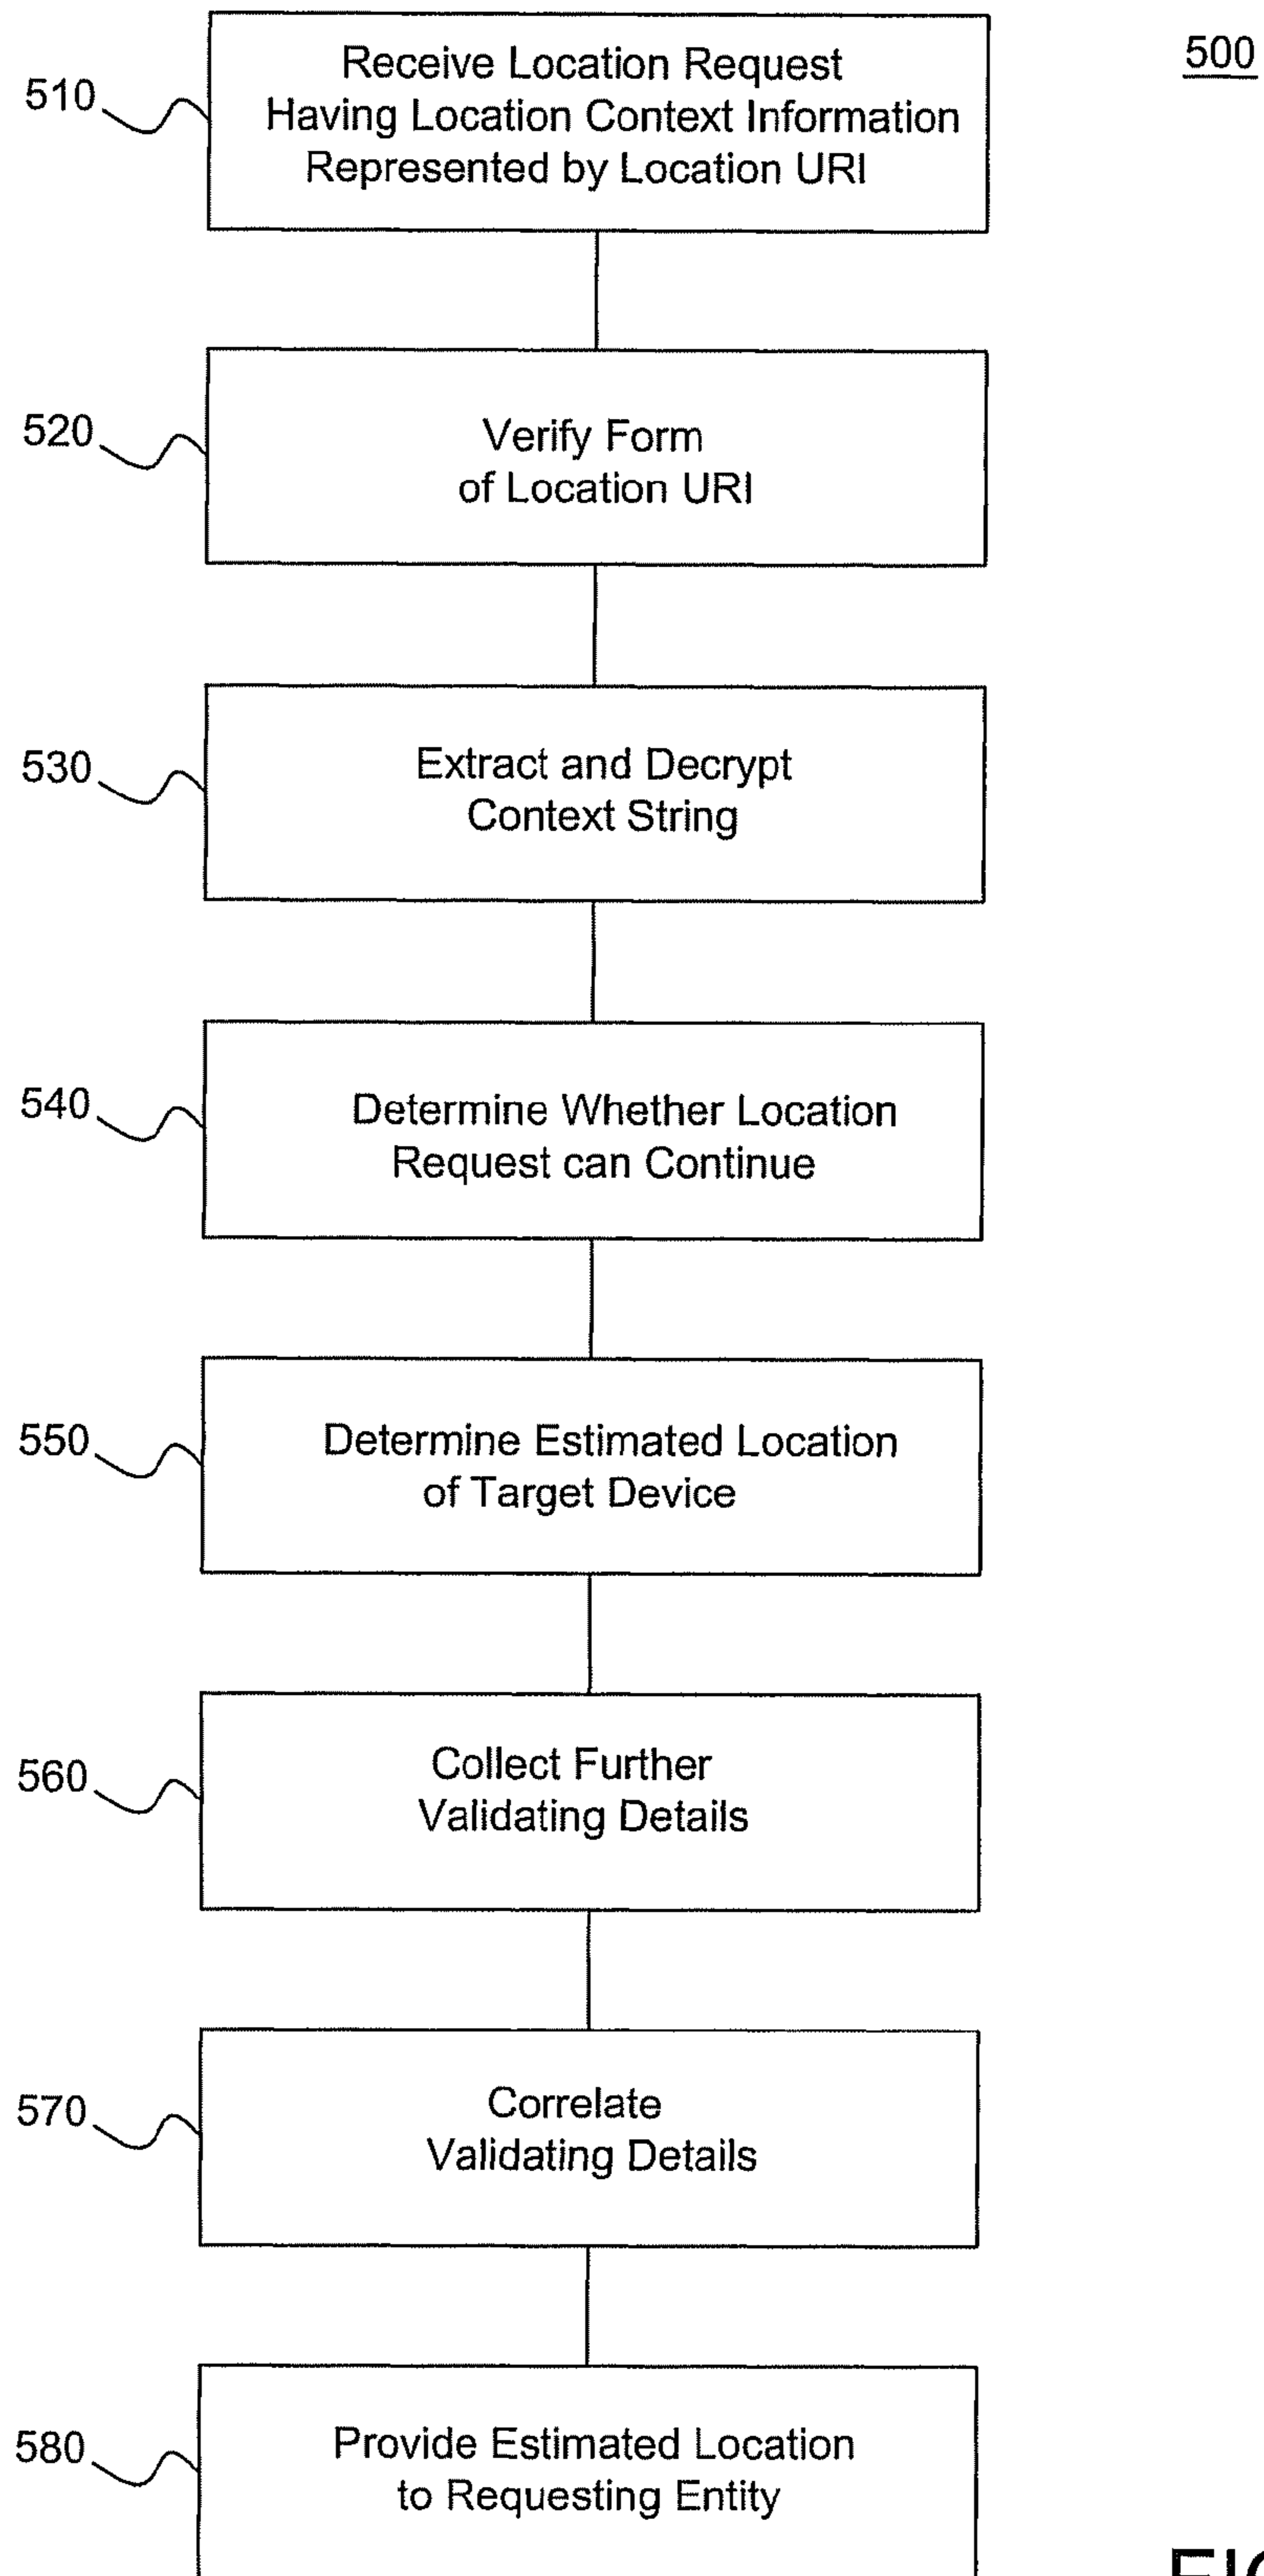 500
510
Receive Location Request
Having Location Context Information
Represented by Location URI
520
Verify Form
of Location URI
530
Extract and Decrypt
Context String
540
Determine Whether Location
Request can Continue
550
Determine Estimated Location
of Target Device
560
Collect Further
Validating Details
570
Correlate
Validating Details
580
Provide Estimated Location
to Requesting Entity